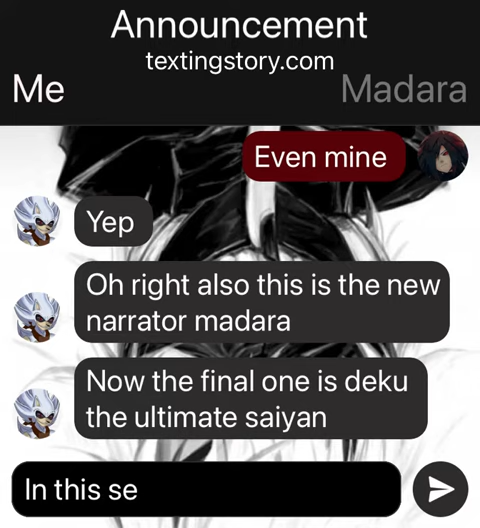 Announcement
textingstory.com
Me Madara
Even mine
Yep
Oh right also this is the new
narrator madara
Now the final one is deku
the ultimate saiyan
In this se